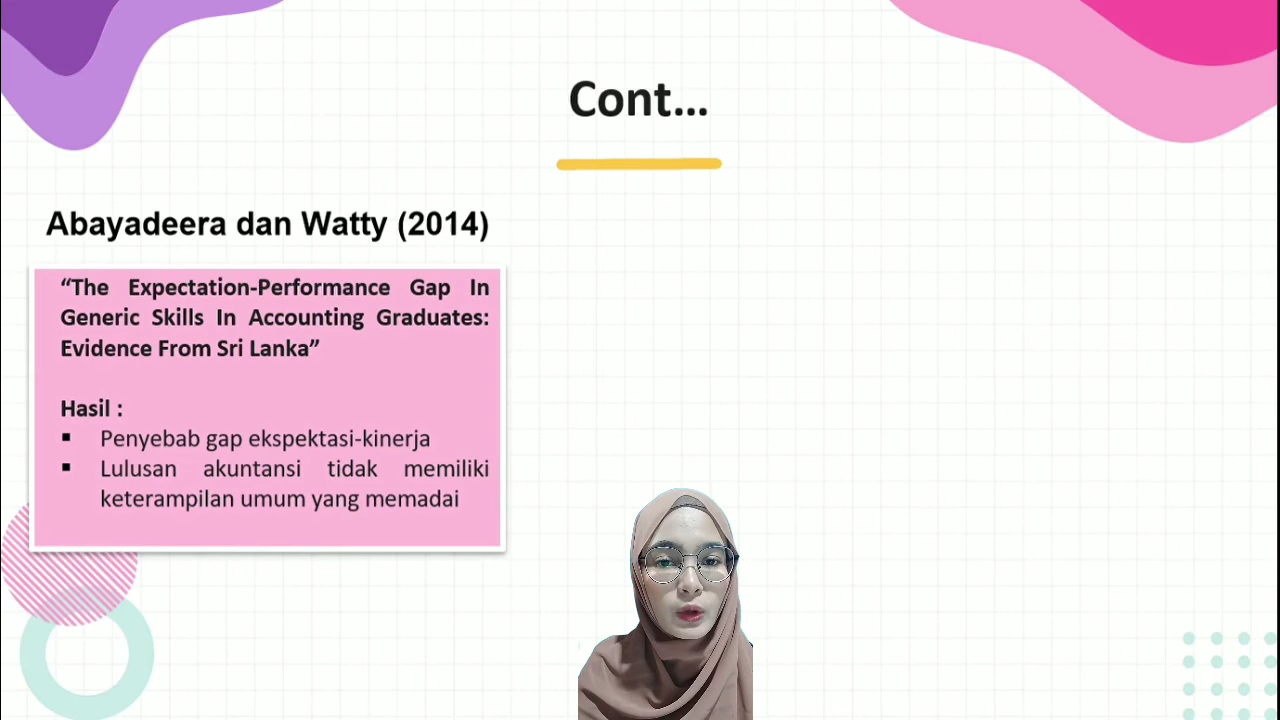 Cont...
Abayadeera dan Watty (2014)
“The Expectation-Performance Gap In
Generic Skills In Accounting Graduates:
Evidence From Sri Lanka”
Hasil :
▪ Penyebab gap ekspektasi-kinerja
▪ Lulusan akuntansi tidak memiliki
keterampilan umum yang memadai